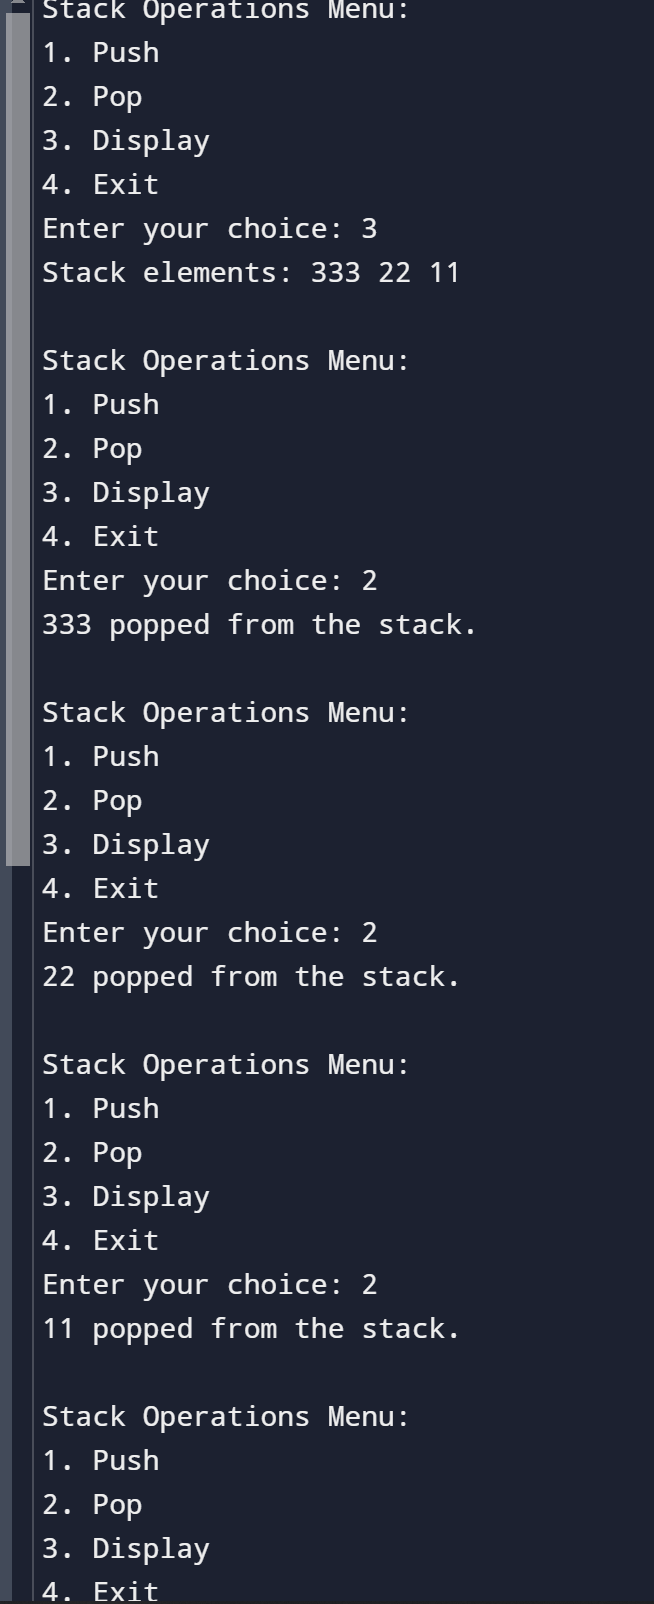 Stack Operations Menu:
1. Push
2. Pop
3. Display
4. Exit
Enter your choice: 3
Stack elements: 333 22 11

Stack Operations Menu:
1. Push
2. Pop
3. Display
4. Exit
Enter your choice: 2
333 popped from the stack.

Stack Operations Menu:
1. Push
2. Pop
3. Display
4. Exit
Enter your choice: 2
22 popped from the stack.

Stack Operations Menu:
1. Push
2. Pop
3. Display
4. Exit
Enter your choice: 2
11 popped from the stack.

Stack Operations Menu:
1. Push
2. Pop
3. Display
4. Exit